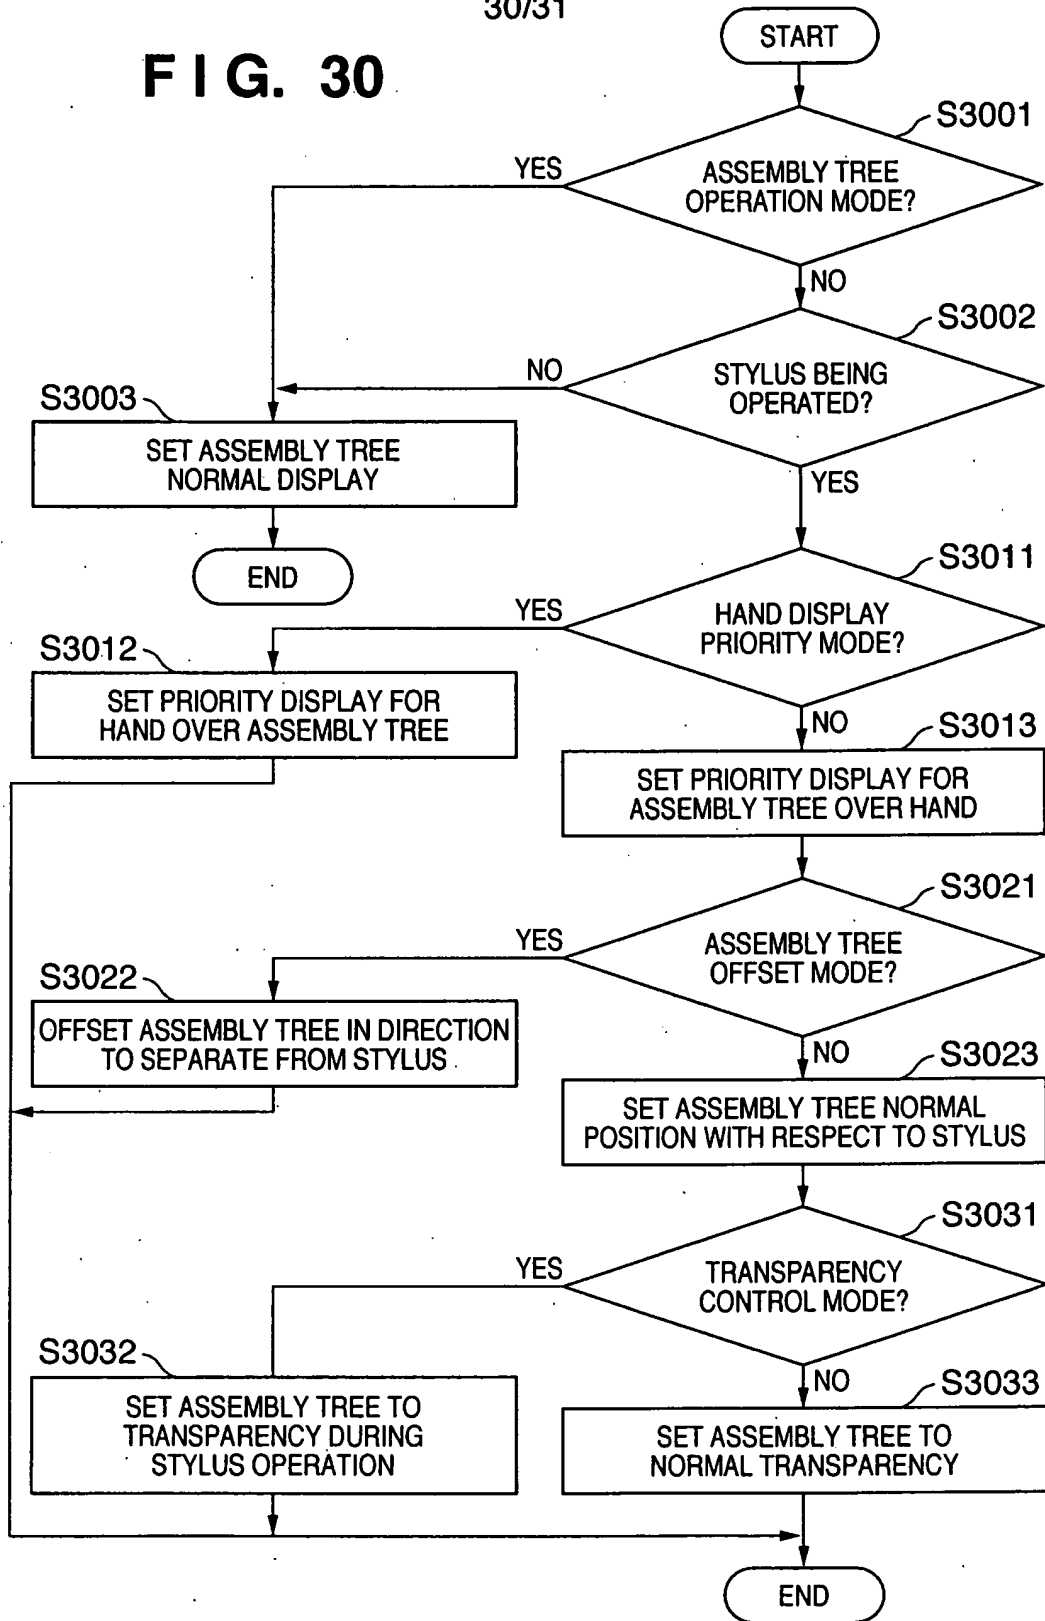 30/31
FIG. 30
START
S3001
ASSEMBLY TREE
OPERATION MODE?
YES
NO
S3002
STYLUS BEING
OPERATED?
NO
YES
S3003
SET ASSEMBLY TREE
NORMAL DISPLAY
END
S3011
HAND DISPLAY
PRIORITY MODE?
YES
NO
S3012
SET PRIORITY DISPLAY FOR
HAND OVER ASSEMBLY TREE
S3013
SET PRIORITY DISPLAY FOR
ASSEMBLY TREE OVER HAND
S3021
ASSEMBLY TREE
OFFSET MODE?
YES
NO
S3022
OFFSET ASSEMBLY TREE IN DIRECTION
TO SEPARATE FROM STYLUS
S3023
SET ASSEMBLY TREE NORMAL
POSITION WITH RESPECT TO STYLUS
S3031
TRANSPARENCY
CONTROL MODE?
YES
NO
S3032
SET ASSEMBLY TREE TO
TRANSPARENCY DURING
STYLUS OPERATION
S3033
SET ASSEMBLY TREE TO
NORMAL TRANSPARENCY
END